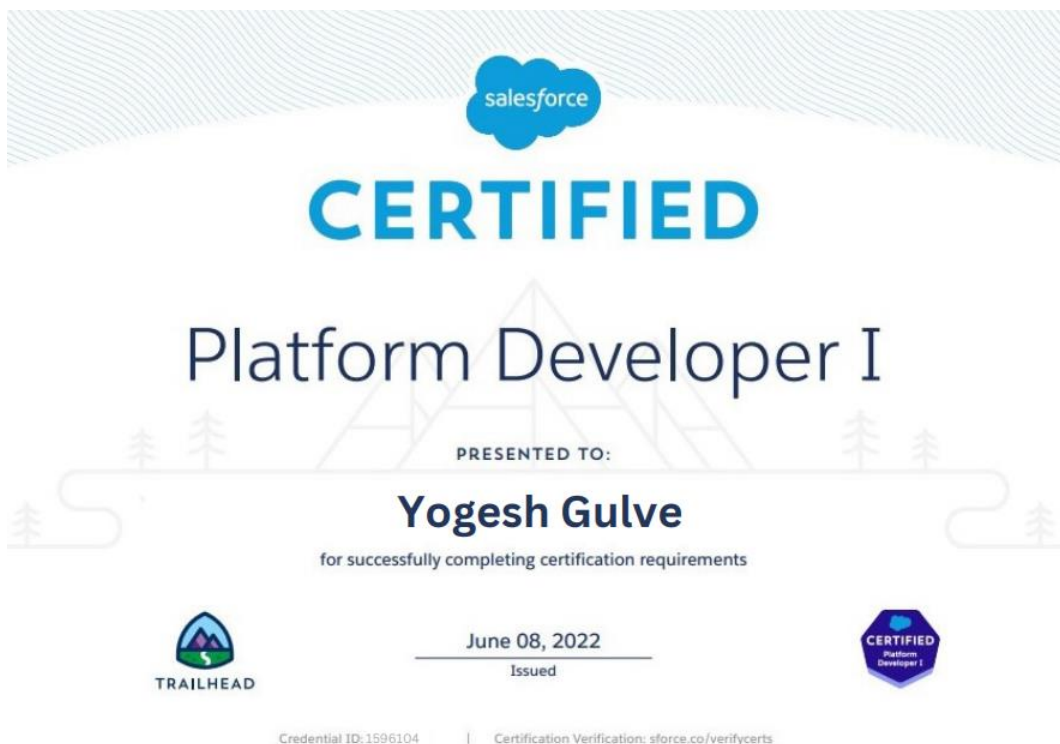 salesforce
CERTIFIED
Platform Developer I
PRESENTED TO:
Yogesh Gulve
for successfully completing certification requirements
June 08, 2022
Issued
TRAILHEAD
CERTIFIED
Platform
Developer I
Credential ID: 1596104 | Certification Verification: sforce.co/verifycerts